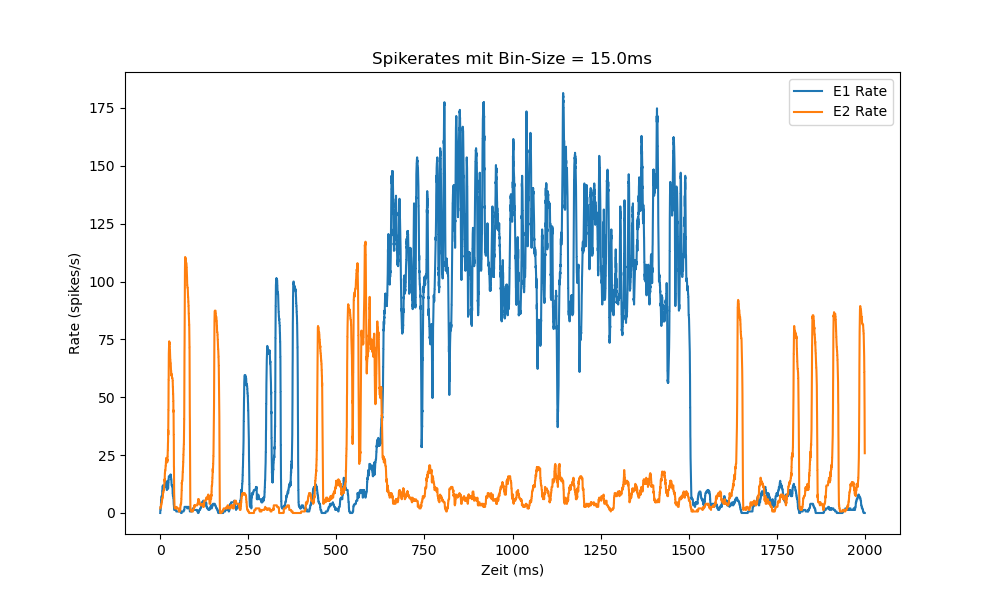 Spikerates mit Bin-Size = 15.0ms
E1 Rate
E2 Rate
Rate (spikes/s)
175
150
125
100
75
50
25
0
0 250 500 750 1000 1250 1500 1750 2000
Zeit (ms)